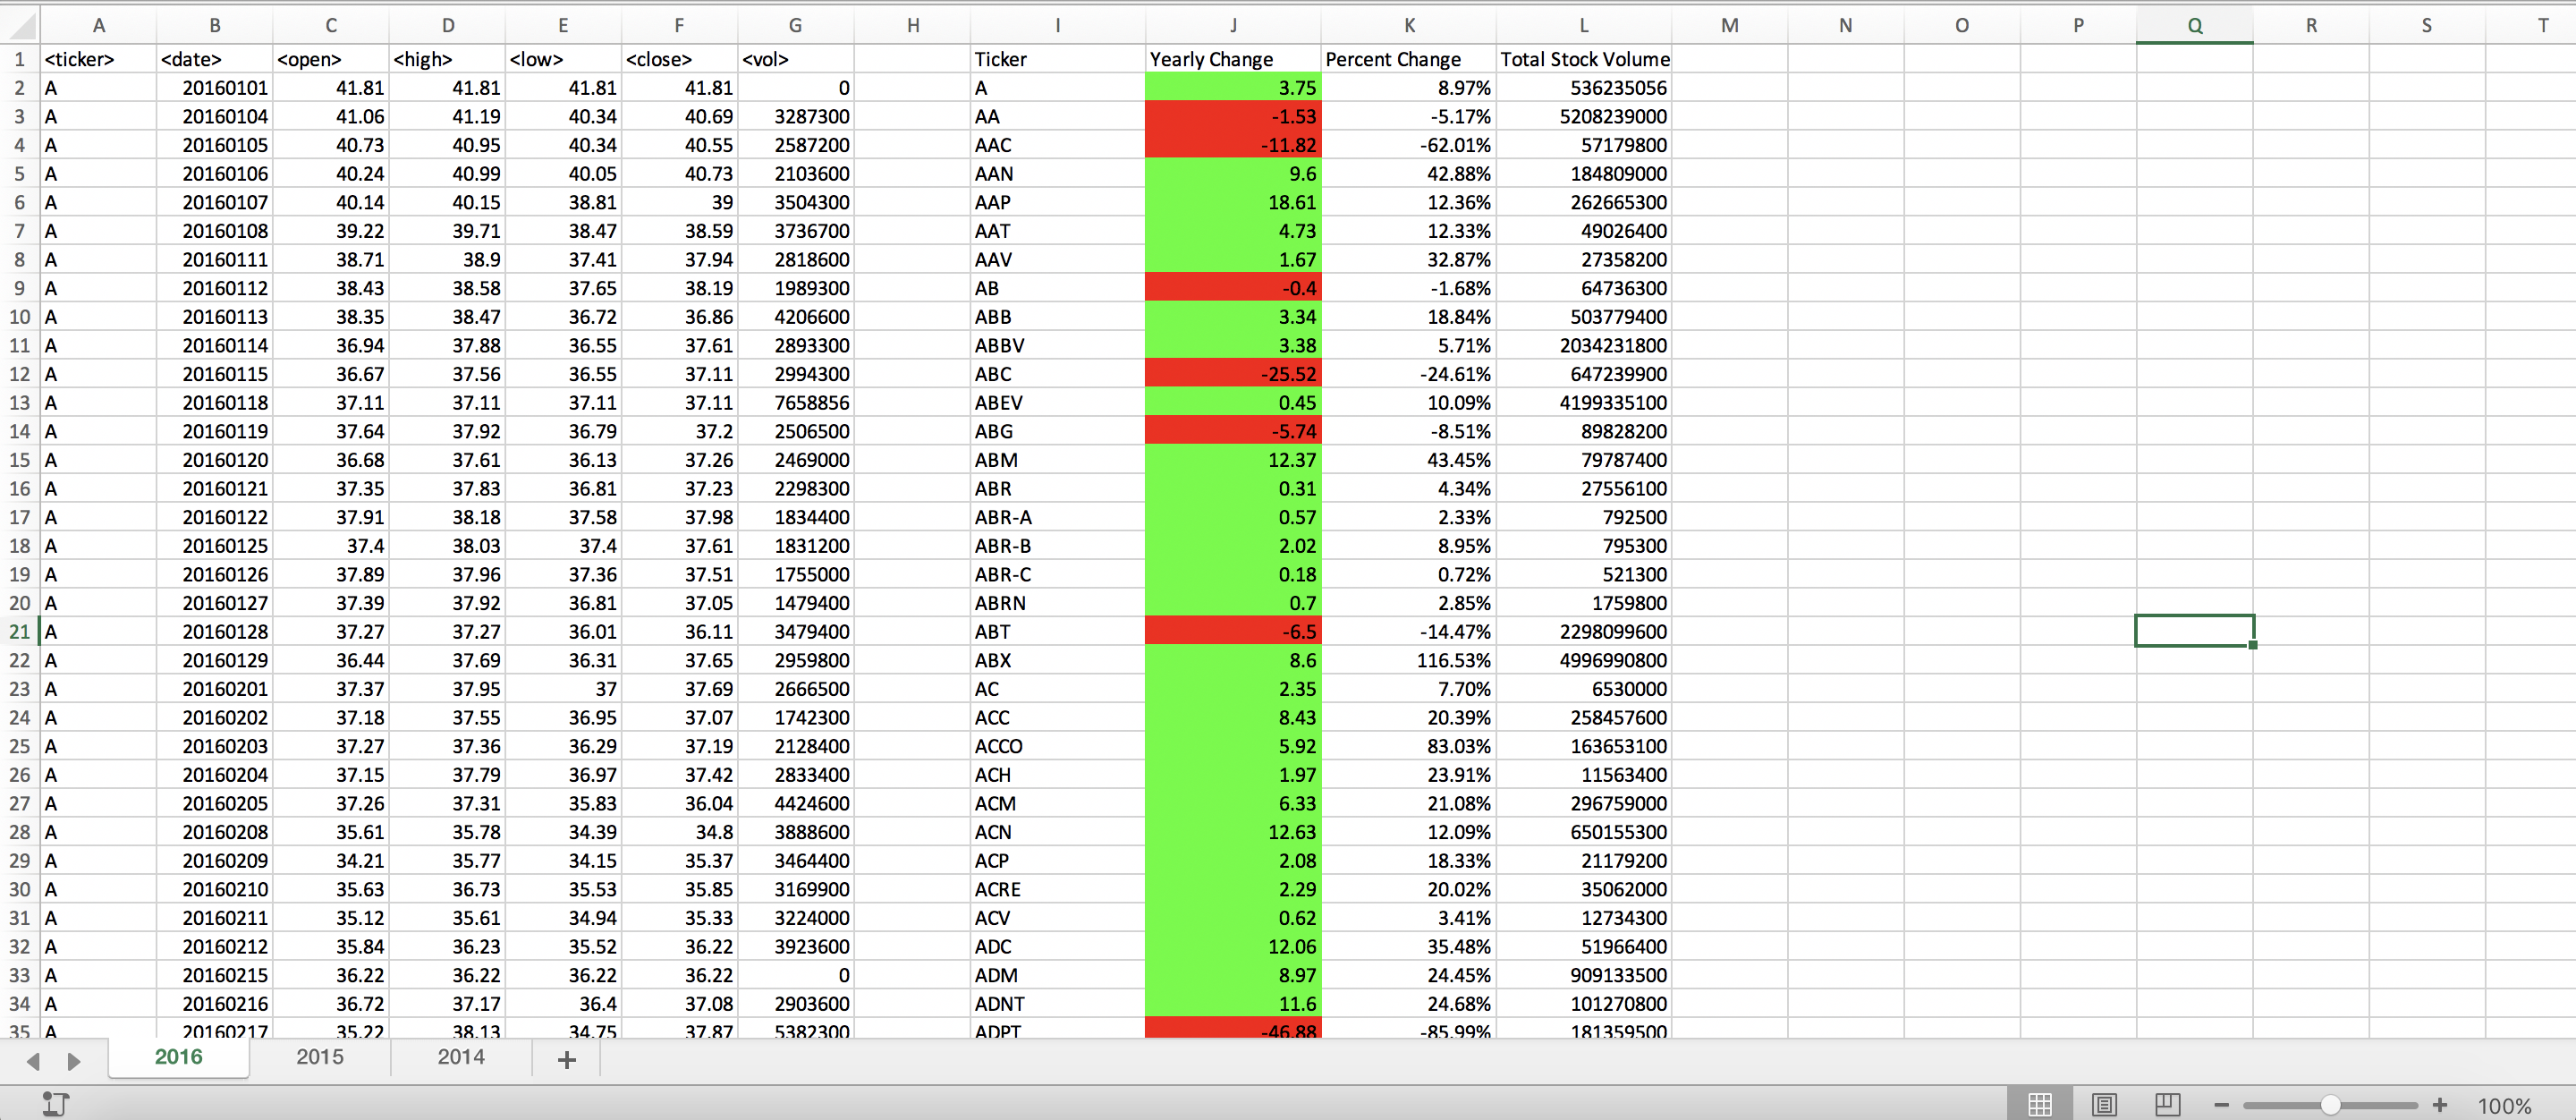 A B C D E F G H I J K L M N O P Q R S T
1 <ticker> <date> <open> <high> <low> <close> <vol> Ticker Yearly Change Percent Change Total Stock Volume
2 A 20160101 41.81 41.81 41.81 41.81 0 A 3.75 8.97% 536235056
3 A 20160104 41.06 41.19 40.34 40.69 3287300 AA -1.53 -5.17% 5208239000
4 A 20160105 40.73 40.95 40.34 40.55 2587200 AAC -11.82 -62.01% 57179800
5 A 20160106 40.24 40.99 40.05 40.73 2103600 AAN 9.6 42.88% 184809000
6 A 20160107 40.14 40.15 38.81 39 3504300 AAP 18.61 12.36% 262665300
7 A 20160108 39.22 39.71 38.47 38.59 3736700 AAT 4.73 12.33% 49026400
8 A 20160111 38.71 38.9 37.41 37.94 2818600 AAV 1.67 32.87% 27358200
9 A 20160112 38.43 38.58 37.65 38.19 1989300 AB -0.4 -1.68% 64736300
10 A 20160113 38.35 38.47 36.72 36.86 4206600 ABB 3.34 18.84% 503779400
11 A 20160114 36.94 37.88 36.55 37.61 2893300 ABBV 3.38 5.71% 2034231800
12 A 20160115 36.67 37.56 36.55 37.11 2994300 ABC -25.52 -24.61% 647239900
13 A 20160118 37.11 37.11 37.11 37.11 7658856 ABEV 0.45 10.09% 4199335100
14 A 20160119 37.64 37.92 36.79 37.2 2506500 ABG -5.74 -8.51% 89828200
15 A 20160120 36.68 37.61 36.13 37.26 2469000 ABM 12.37 43.45% 79787400
16 A 20160121 37.35 37.83 36.81 37.23 2298300 ABR 0.31 4.34% 27556100
17 A 20160122 37.91 38.18 37.58 37.98 1834400 ABR-A 0.57 2.33% 792500
18 A 20160125 37.4 38.03 37.4 37.61 1831200 ABR-B 2.02 8.95% 795300
19 A 20160126 37.89 37.96 37.36 37.51 1755000 ABR-C 0.18 0.72% 521300
20 A 20160127 37.39 37.92 36.81 37.05 1479400 ABRN 0.7 2.85% 1759800
21 A 20160128 37.27 37.27 36.01 36.11 3479400 ABT -6.5 -14.47% 2298099600
22 A 20160129 36.44 37.69 36.31 37.65 2959800 ABX 8.6 116.53% 4996990800
23 A 20160201 37.37 37.95 37 37.69 2666500 AC 2.35 7.70% 6530000
24 A 20160202 37.18 37.55 36.95 37.07 1742300 ACC 8.43 20.39% 258457600
25 A 20160203 37.27 37.36 36.29 37.19 2128400 ACCO 5.92 83.03% 163653100
26 A 20160204 37.15 37.79 36.97 37.42 2833400 ACH 1.97 23.91% 11563400
27 A 20160205 37.26 37.31 35.83 36.04 4424600 ACM 6.33 21.08% 296759000
28 A 20160208 35.61 35.78 34.39 34.8 3888600 ACN 12.63 12.09% 650155300
29 A 20160209 34.21 35.77 34.15 35.37 3464400 ACP 2.08 18.33% 21179200
30 A 20160210 35.63 36.73 35.53 35.85 3169900 ACRE 2.29 20.02% 35062000
31 A 20160211 35.12 35.61 34.94 35.33 3224000 ACV 0.62 3.41% 12734300
32 A 20160212 35.84 36.23 35.52 36.22 3923600 ADC 12.06 35.48% 51966400
33 A 20160215 36.22 36.22 36.22 36.22 0 ADM 8.97 24.45% 909133500
34 A 20160216 36.72 37.17 36.4 37.08 2903600 ADNT 11.6 24.68% 101270800
35 A 20160217 35.22 38.13 34.75 37.87 5382300 ADPT -46.88 -85.99% 181359500
2016 2015 2014
100%